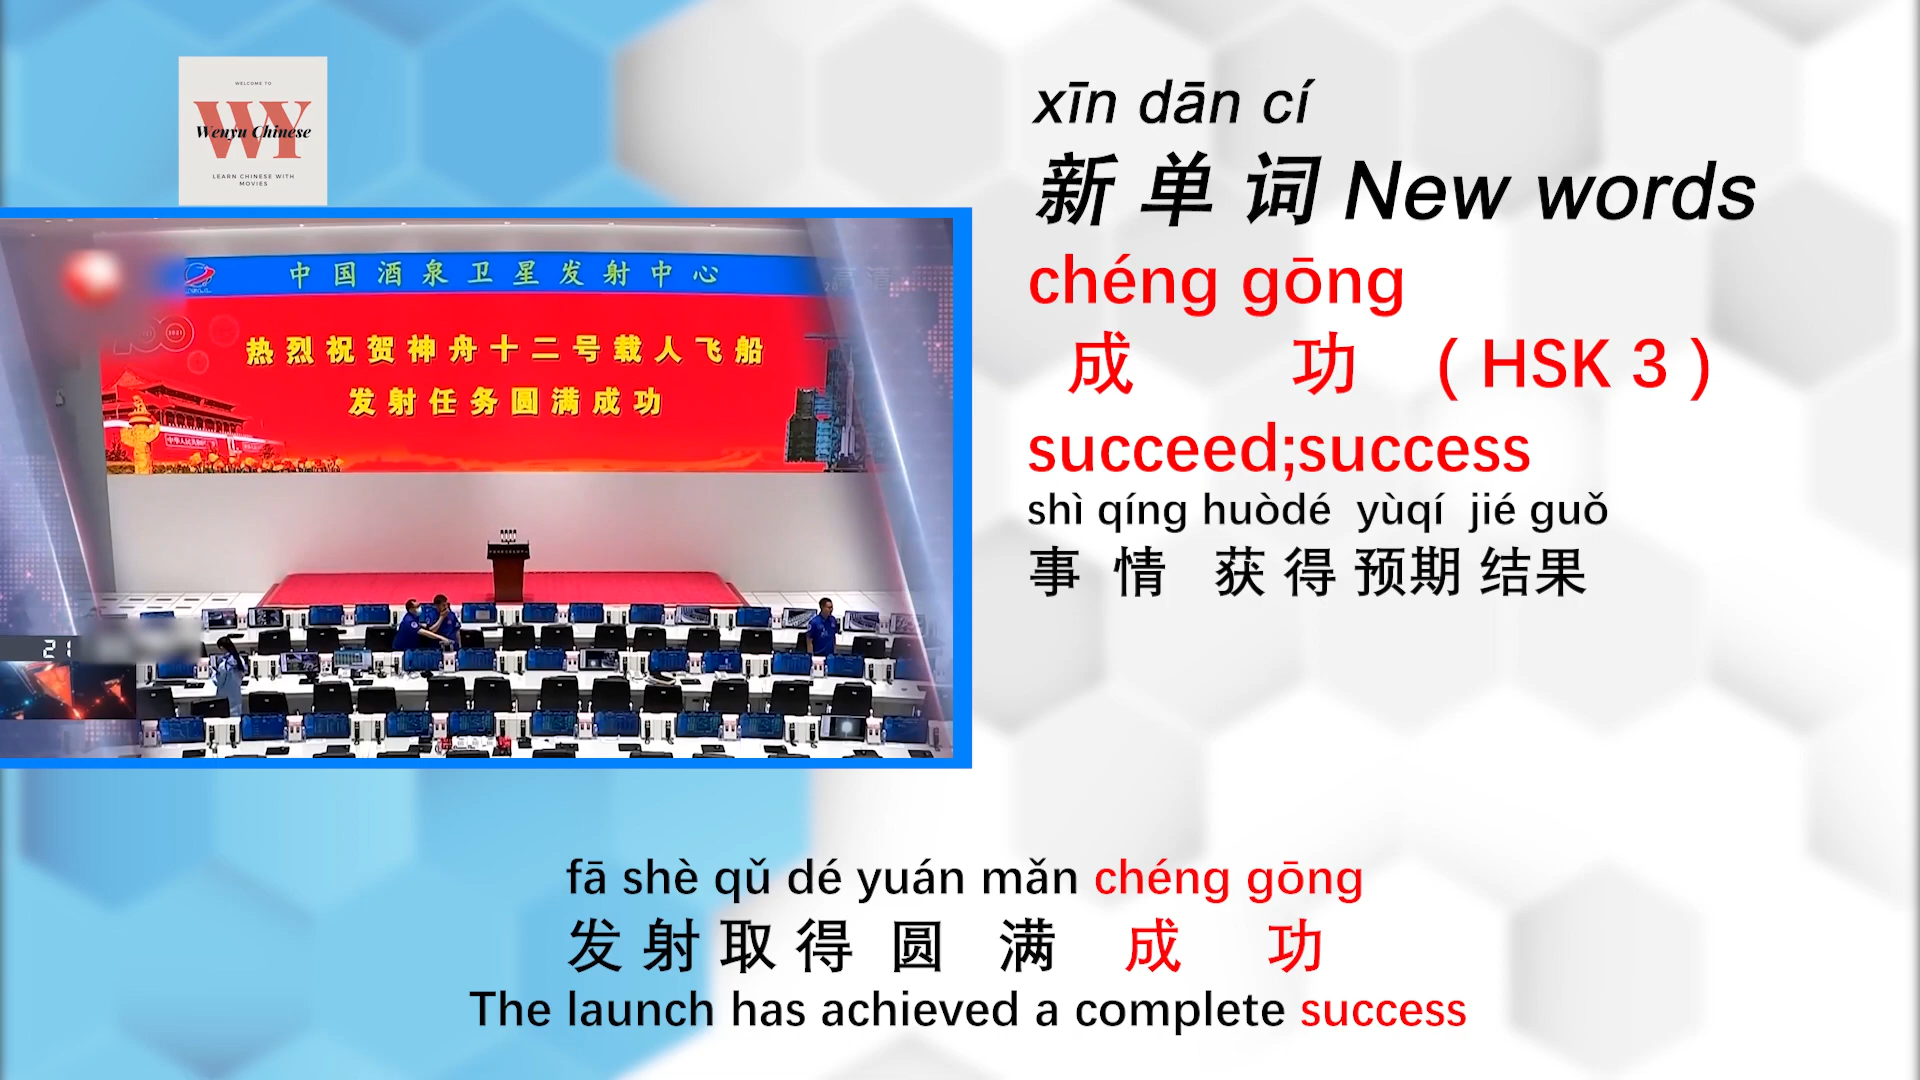 WELCOME TO
WY
Wenyu Chinese
LEARN CHINESE WITH
MOVIES
中国酒泉卫星发射中心
热烈祝贺神舟十二号载人飞船
发射任务圆满成功
xīn dān cí
新单词 New words
chéng gōng
成 功 ( HSK 3 )
succeed;success
shì qíng huòdé yùqí jié guǒ
事情 获得 预期 结果
fā shè qǔ dé yuán mǎn chéng gōng
发射取得圆满成功
The launch has achieved a complete success